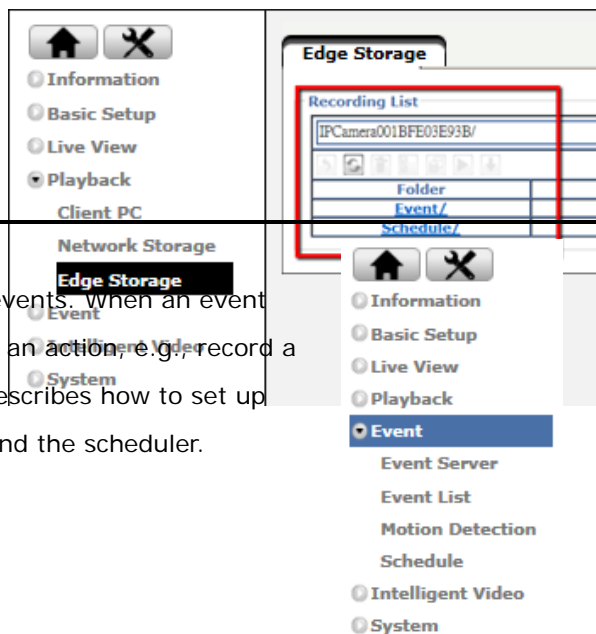 Information
Basic Setup
Live View
Playback
Client PC
Network Storage
Edge Storage
Event
Intelligent Video
System
Edge Storage
Recording List
IPCamera001BFE03E93B/
Folder
Event/
Schedule/
events. When an event
an action, e.g., record a
escribes how to set up
nd the scheduler.
Information
Basic Setup
Live View
Playback
Event
Event Server
Event List
Motion Detection
Schedule
Intelligent Video
System